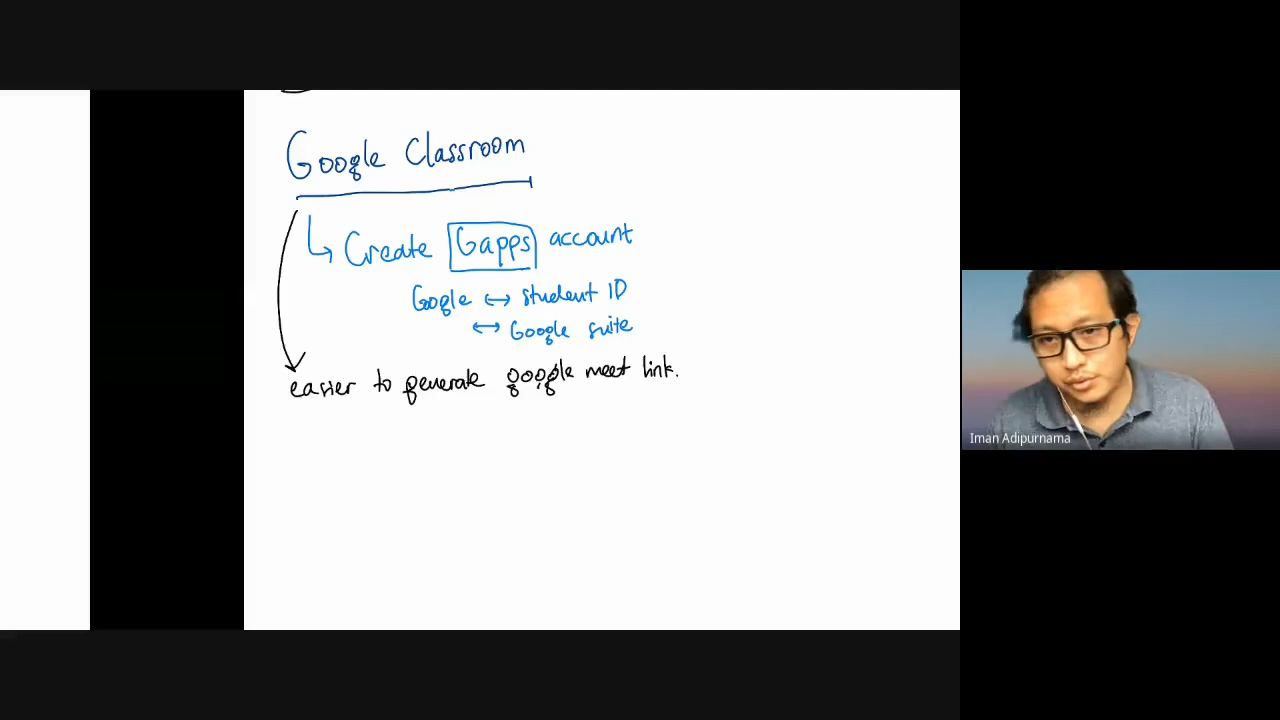 Google Classroom
↳ Create Gapps account
Google ↔ student ID
↔ Google suite
easier to generate google meet link.
Iman Adipurnama